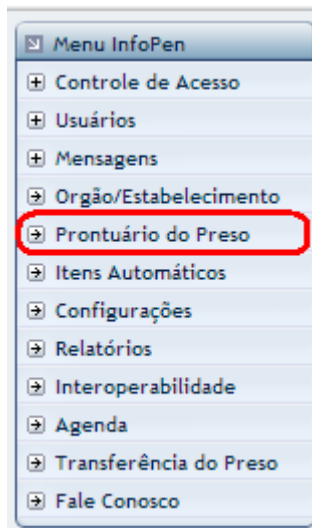 Menu InfoPen
Controle de Acesso
Usuários
Mensagens
Orgão/Estabelecimento
Prontuário do Preso
Itens Automáticos
Configurações
Relatórios
Interoperabilidade
Agenda
Transferência do Preso
Fale Conosco